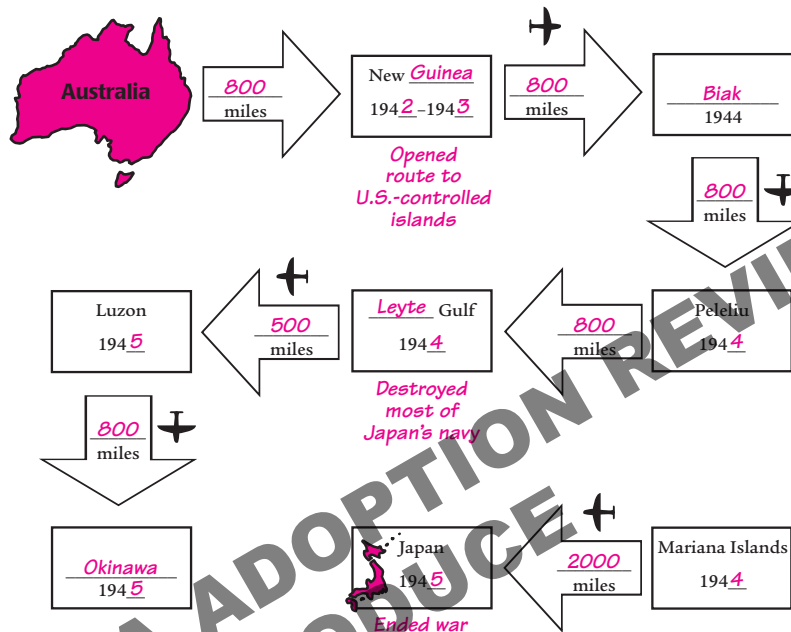 Australia
800
miles
New Guinea
1942–1943
Opened
route to
U.S.-controlled
islands
800
miles
Biak
1944
800
miles
Peleliu
1944
800
miles
Leyte Gulf
1944
Destroyed
most of
Japan's navy
500
miles
Luzon
1945
800
miles
Okinawa
1945
Mariana Islands
1944
2000
miles
Japan
1945
Ended war
A ADOPTION